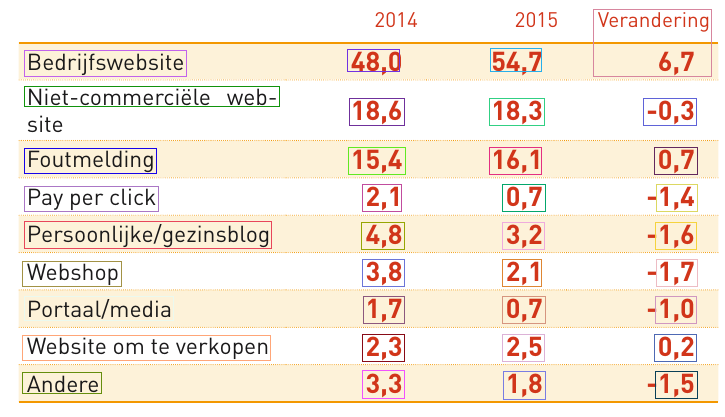 2014 2015 Verandering
Bedrijfswebsite 48,0 54,7 6,7
Niet-commerciële web-
site 18,6 18,3 -0,3
Foutmelding 15,4 16,1 0,7
Pay per click 2,1 0,7 -1,4
Persoonlijke/gezinsblog 4,8 3,2 -1,6
Webshop 3,8 2,1 -1,7
Portaal/media 1,7 0,7 -1,0
Website om te verkopen 2,3 2,5 0,2
Andere 3,3 1,8 -1,5